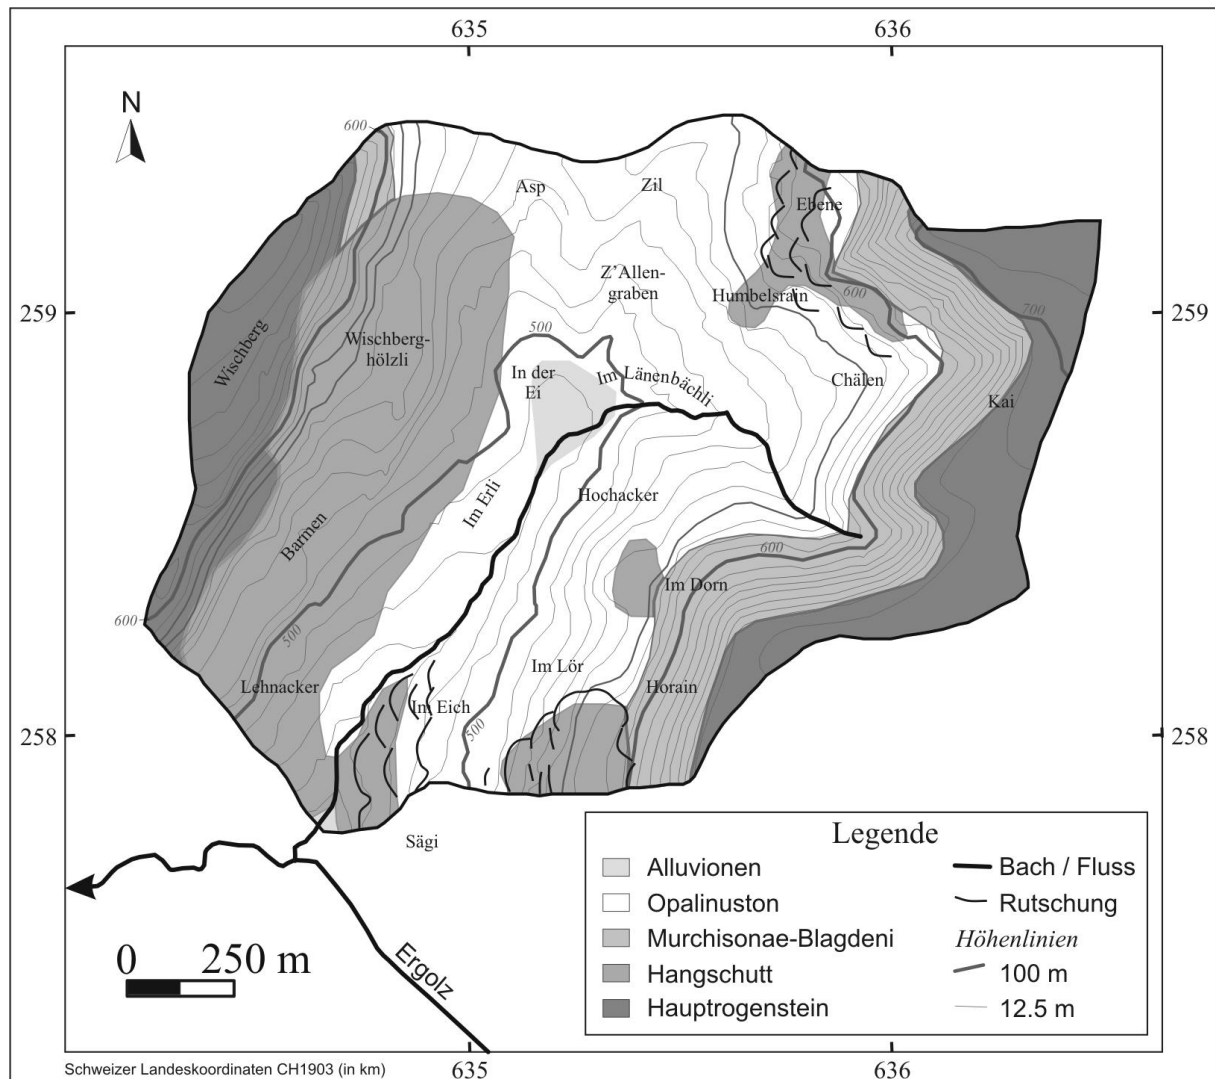 635
636
N
600
Asp
Zil
Ebene
Z'Allen-
graben
Humbelsrain
600
700
259
259
Wischberg
Wischberg-
hölzli
500
In der
Ei
Im Länenbächli
Chälen
Kai
Hochacker
Im Erli
Barmen
600
Im Dorn
600
500
Im Lör
Lehnacker
Im Eich
Horain
500
258
258
Sägi
Ergolz
0 250 m
Legende
Alluvionen
Opalinuston
Murchisonae-Blagdeni
Hangschutt
Hauptrogenstein
Bach / Fluss
Rutschung
Höhenlinien
100 m
12.5 m
Schweizer Landeskoordinaten CH1903 (in km)
635
636